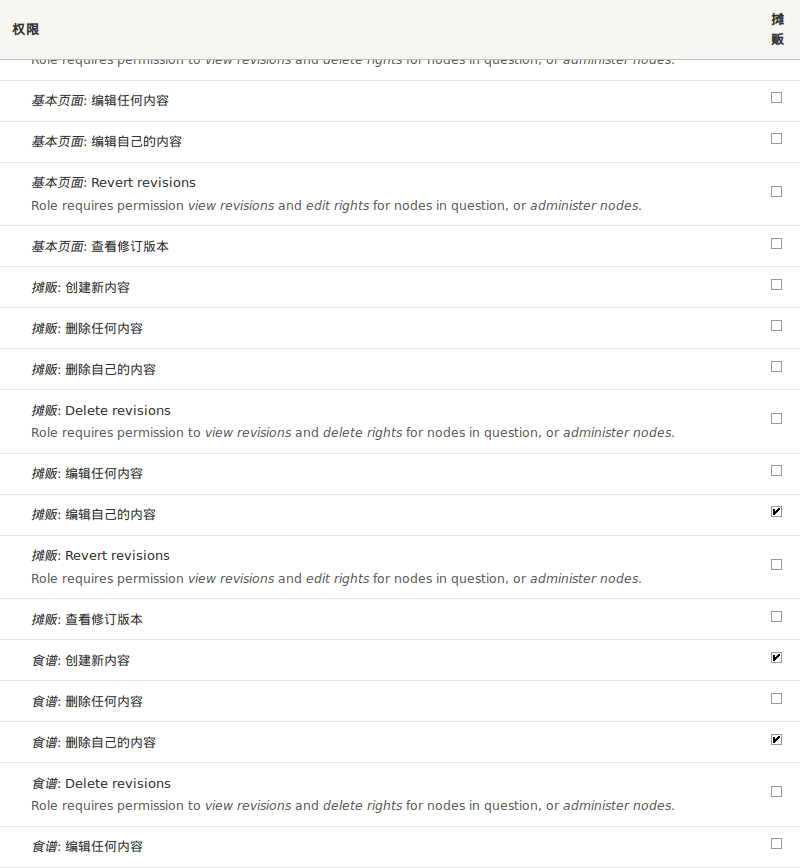 权限
摊
贩
Role requires permission to view revisions and delete rights for nodes in question, or administer nodes.
基本页面: 编辑任何内容
基本页面: 编辑自己的内容
基本页面: Revert revisions
Role requires permission view revisions and edit rights for nodes in question, or administer nodes.
基本页面: 查看修订版本
摊贩: 创建新内容
摊贩: 删除任何内容
摊贩: 删除自己的内容
摊贩: Delete revisions
Role requires permission to view revisions and delete rights for nodes in question, or administer nodes.
摊贩: 编辑任何内容
摊贩: 编辑自己的内容
摊贩: Revert revisions
Role requires permission view revisions and edit rights for nodes in question, or administer nodes.
摊贩: 查看修订版本
食谱: 创建新内容
食谱: 删除任何内容
食谱: 删除自己的内容
食谱: Delete revisions
Role requires permission to view revisions and delete rights for nodes in question, or administer nodes.
食谱: 编辑任何内容